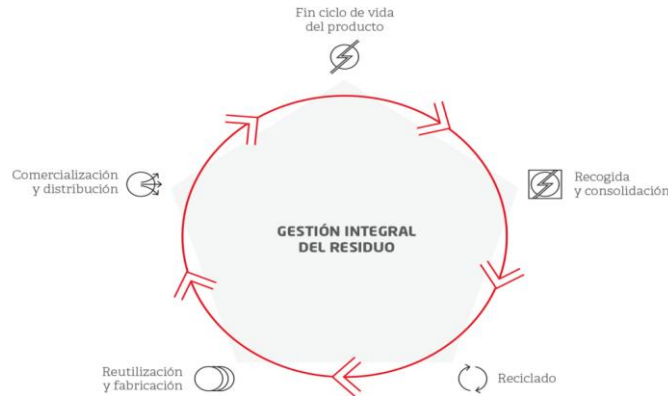 Fin ciclo de vida
del producto
Comercialización
y distribución
Recogida
y consolidación
GESTIÓN INTEGRAL
DEL RESIDUO
Reutilización
y fabricación
Reciclado